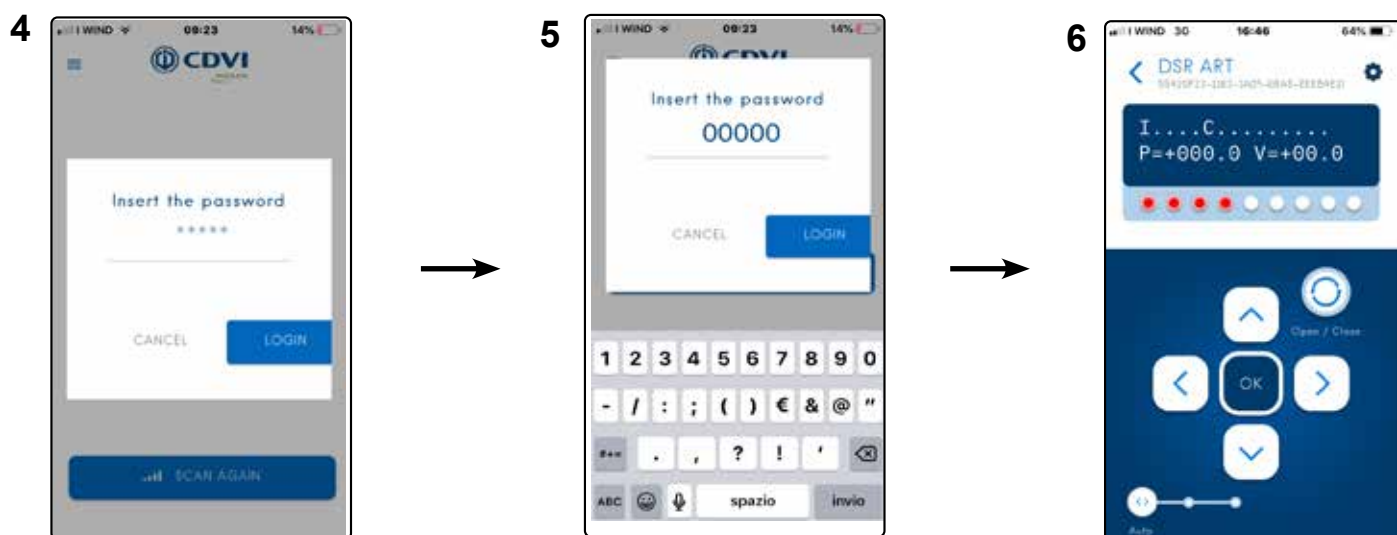 4
WIND 09:23 14%
CDVI
Insert the password
*****
CANCEL LOGIN
SCAN AGAIN
5
WIND 09:23 14%
CDVI
Insert the password
00000
CANCEL LOGIN
1 2 3 4 5 6 7 8 9 0
- / : ; ( ) € & @ "
#+= . , ? ! '
ABC spazio invio
6
WIND 3G 16:46 64%
DSR ART
I....C.........
P=+000.0 V=+00.0
Open / Close
OK
Auto